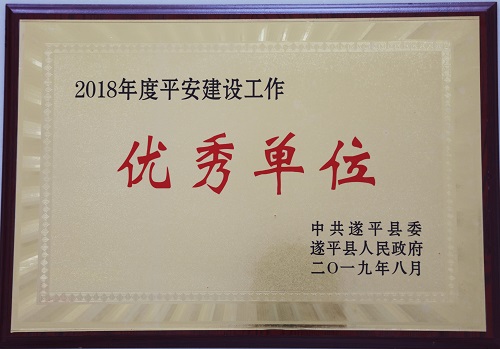 2018年度平安建设工作
优秀单位
中共遂平县委
遂平县人民政府
二〇一九年八月